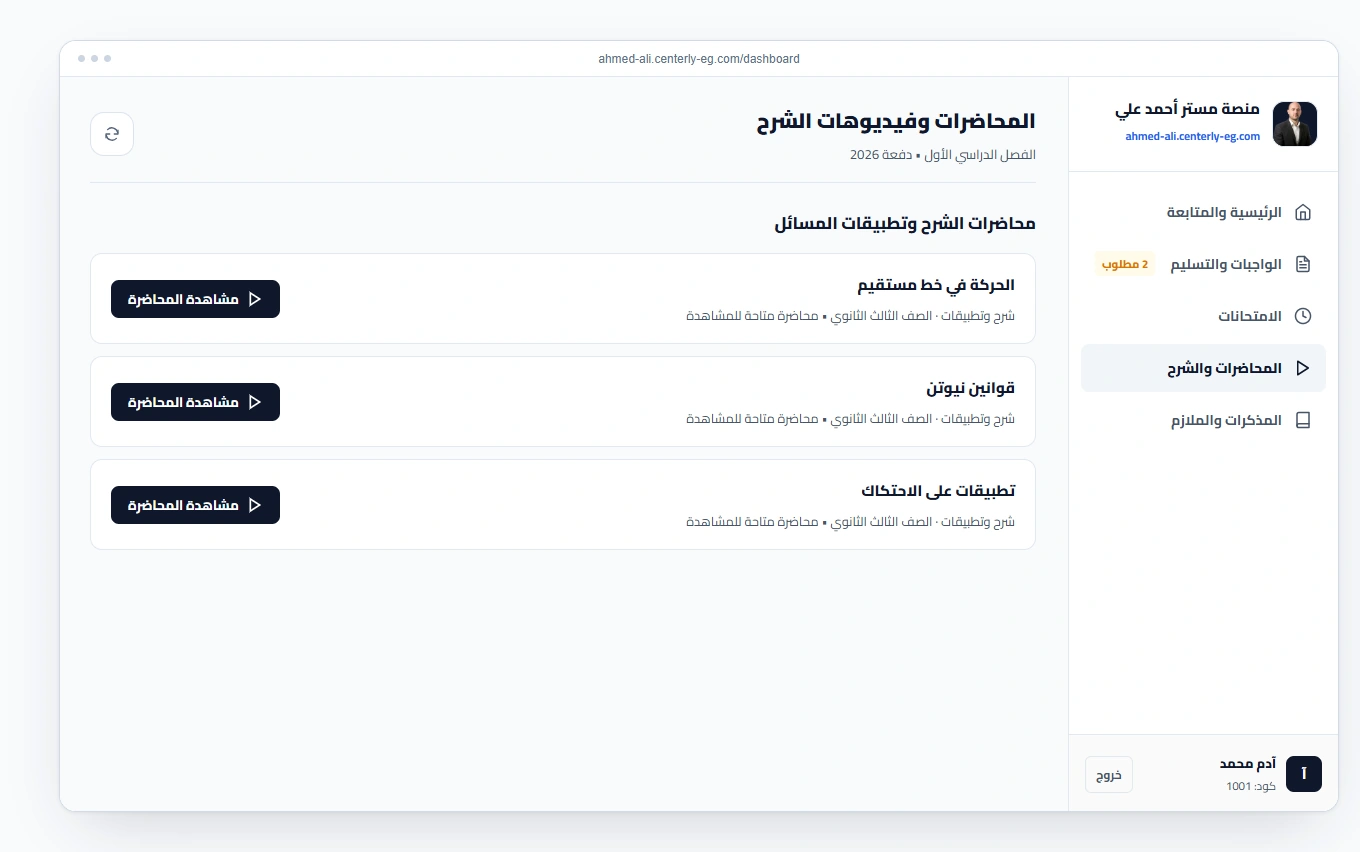 ahmed-ali.centerly-eg.com/dashboard
منصة مستر أحمد علي
ahmed-ali.centerly-eg.com
الرئيسية والمتابعة
الواجبات والتسليم 2 مطلوب
الامتحانات
المحاضرات والشرح
المذكرات والملازم
آ
آدم محمد
كود: 1001
خروج
المحاضرات وفيديوهات الشرح
الفصل الدراسي الأول • دفعة 2026
محاضرات الشرح وتطبيقات المسائل
الحركة في خط مستقيم
شرح وتطبيقات · الصف الثالث الثانوي • محاضرة متاحة للمشاهدة
مشاهدة المحاضرة
قوانين نيوتن
شرح وتطبيقات · الصف الثالث الثانوي • محاضرة متاحة للمشاهدة
مشاهدة المحاضرة
تطبيقات على الاحتكاك
شرح وتطبيقات · الصف الثالث الثانوي • محاضرة متاحة للمشاهدة
مشاهدة المحاضرة